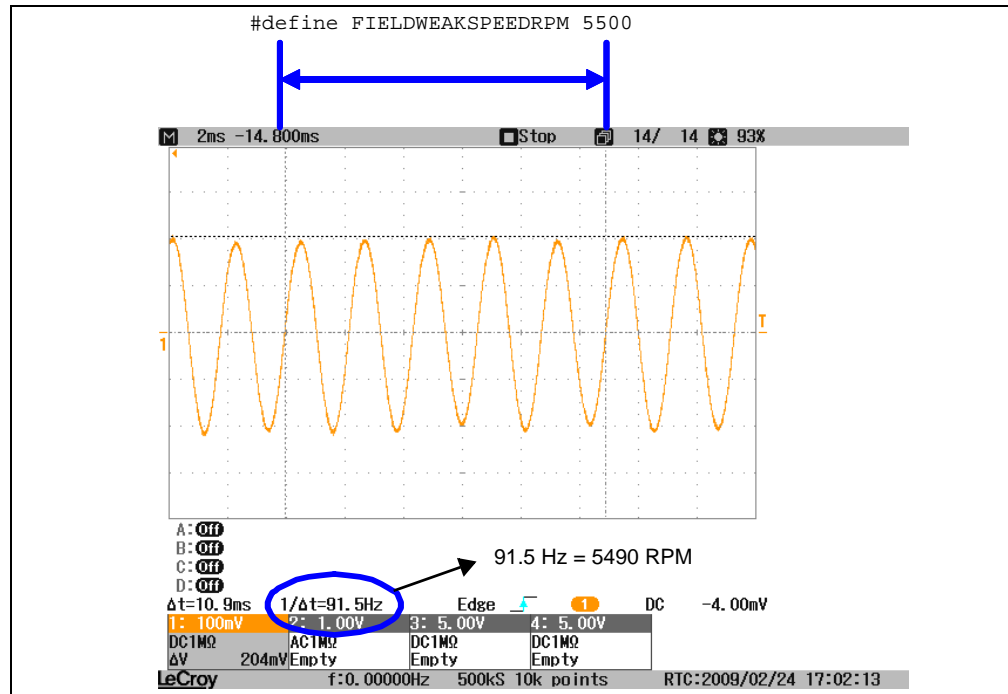 #define FIELDWEAKSPEEDRPM 5500
M 2ms -14.800ms Stop 14/ 14 93%
T
1
A:Off
B:Off
C:Off
D:Off
91.5 Hz = 5490 RPM
Δt=10.9ms 1/Δt=91.5Hz Edge 1 DC -4.00mV
1: 100mV 2: 1.00V 3: 5.00V 4: 5.00V
DC1MΩ AC1MΩ DC1MΩ DC1MΩ
ΔV 204mV Empty Empty Empty
LeCroy f:0.00000Hz 500kS 10k points RTC:2009/02/24 17:02:13